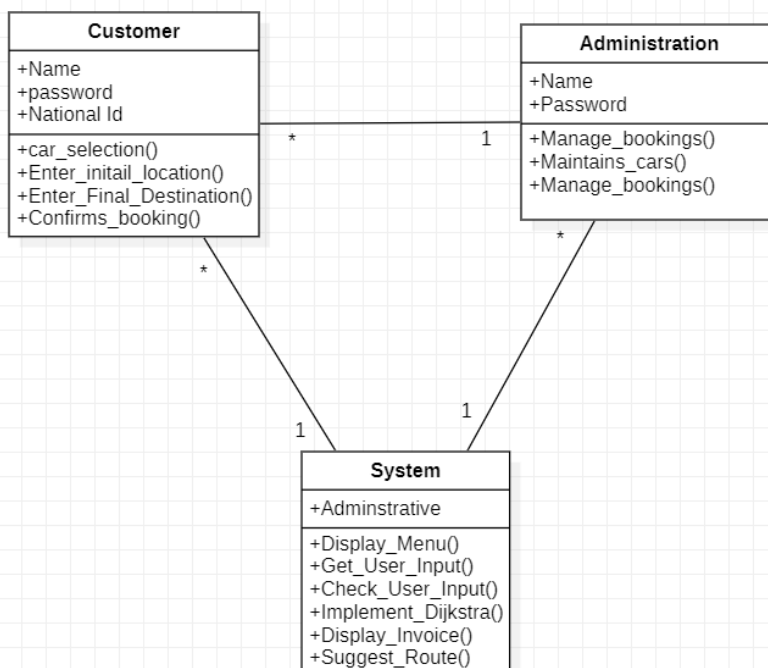 Customer
+Name
+password
+National Id
+car_selection()
+Enter_initail_location()
+Enter_Final_Destination()
+Confirms_booking()
Administration
+Name
+Password
+Manage_bookings()
+Maintains_cars()
+Manage_bookings()
* 1
* *
1 1
System
+Adminstrative
+Display_Menu()
+Get_User_Input()
+Check_User_Input()
+Implement_Dijkstra()
+Display_Invoice()
+Suggest_Route()